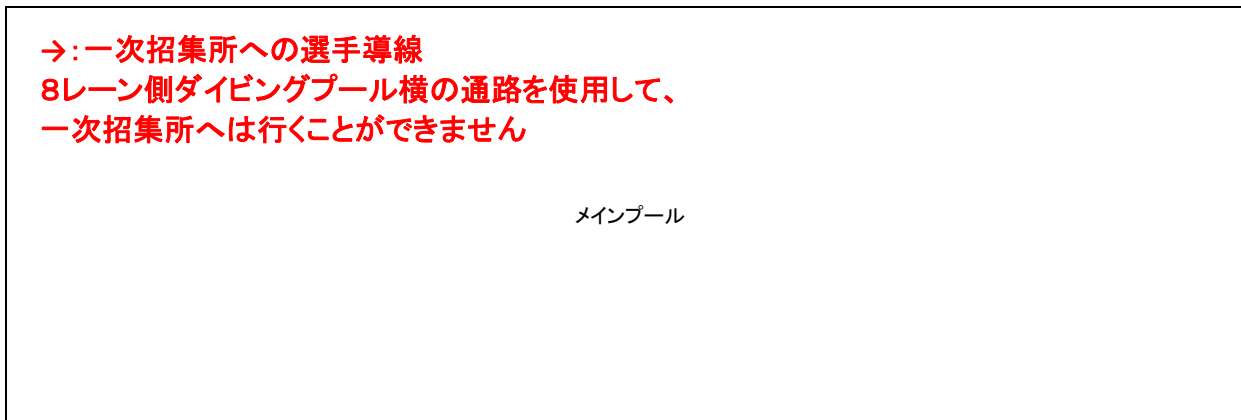 →:一次招集所への選手導線
8レーン側ダイビングプール横の通路を使用して、
一次招集所へは行くことができません
メインプール